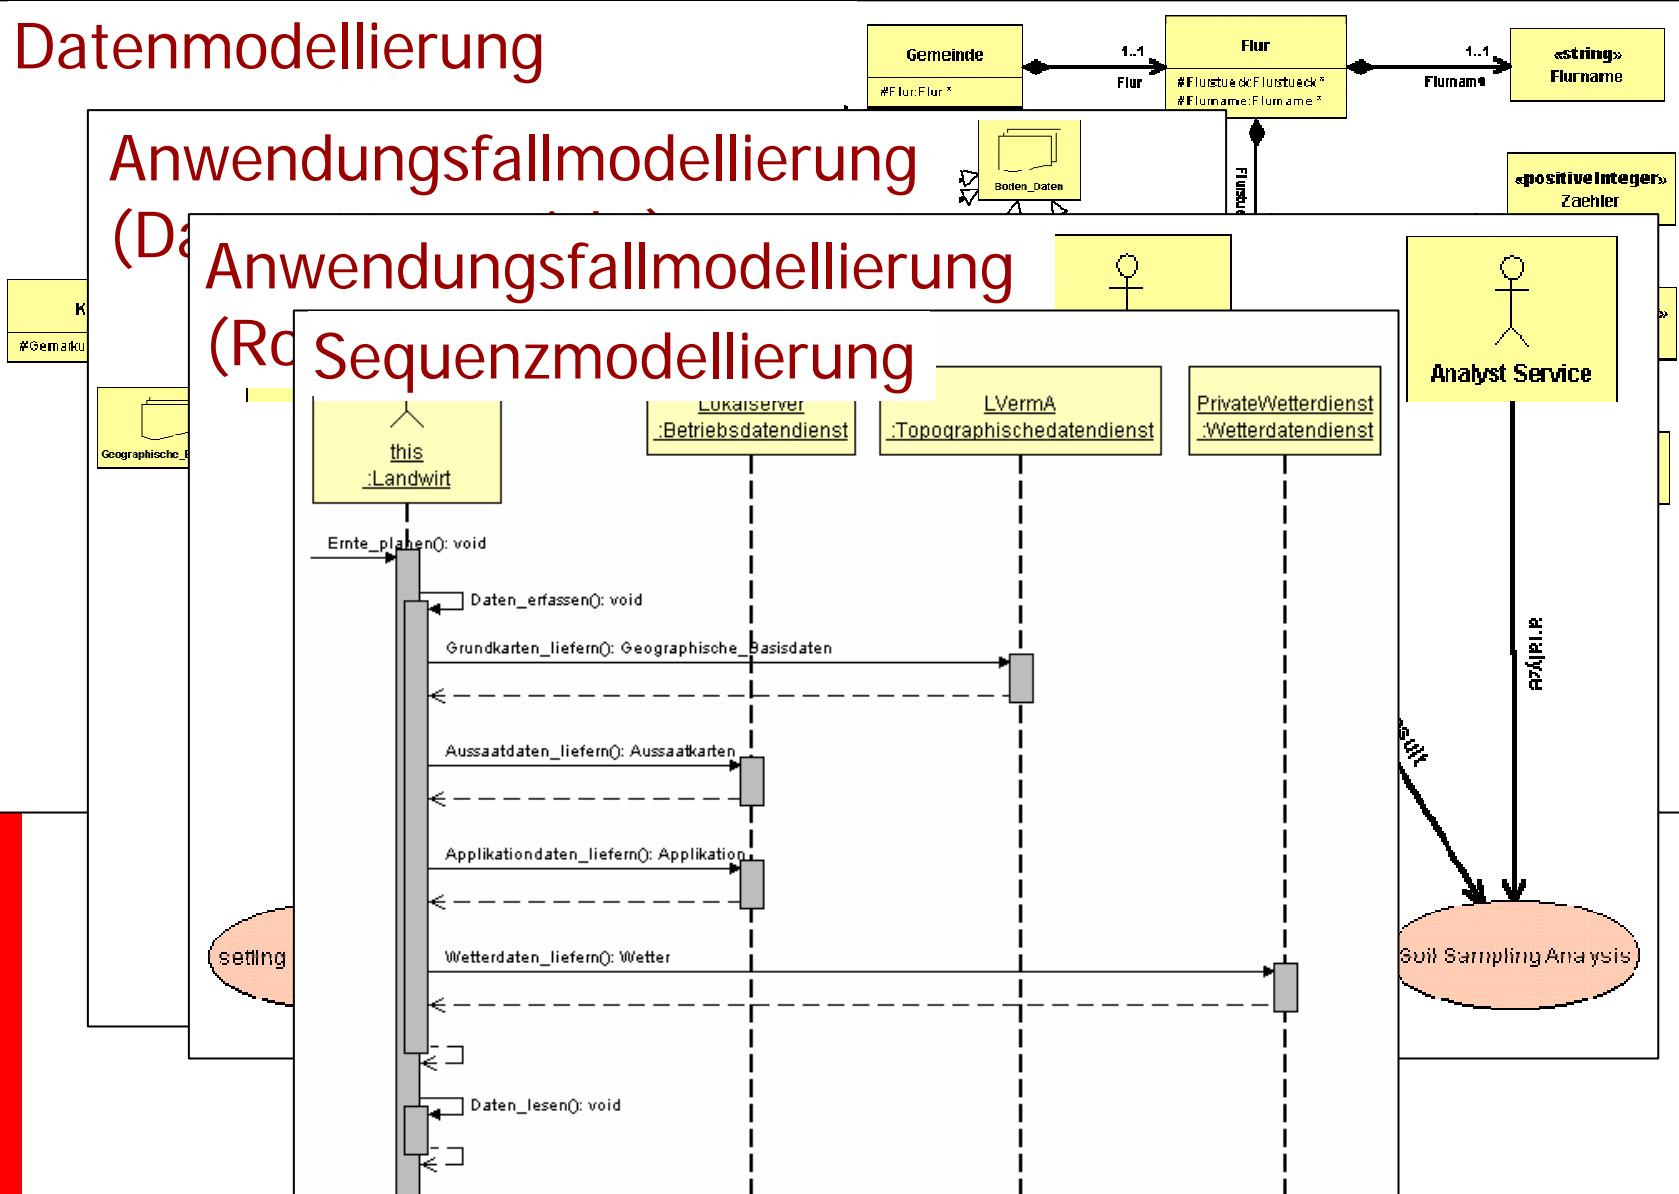 Datenmodellierung
Gemeinde
#Flur:Flur *
1..1
Flur
Flur
#Flurstueck:Flurstueck *
#Flurname:Flurname *
1..1
Flurname
«string»
Flurname
Anwendungsfallmodellierung
Boden_Daten
«positiveInteger»
Zaehler
Anwendungsfallmodellierung
#Gemarku
Geographische_
Analyst Service
Sequenzmodellierung
this
:Landwirt
Lokalserver
:Betriebsdatendienst
LVermA
:Topographischedatendienst
PrivateWetterdienst
:Wetterdatendienst
Ernte_planen(): void
Daten_erfassen(): void
Grundkarten_liefern(): Geographische_Basisdaten
Aussaatdaten_liefern(): Aussaatkarten
Applikationdaten_liefern(): Applikation
Wetterdaten_liefern(): Wetter
Daten_lesen(): void
analyze
setting
Soil Sampling Analysis